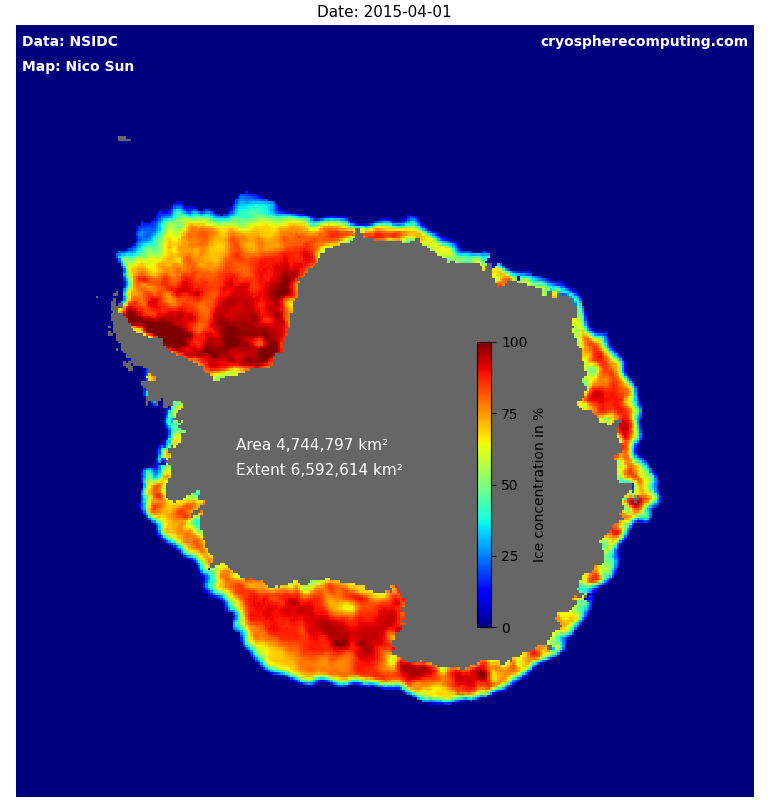 Date: 2015-04-01
Data: NSIDC
cryospherecomputing.com
Map: Nico Sun
Area 4,744,797 km²
Extent 6,592,614 km²
100
75
50
25
0
Ice concentration in %